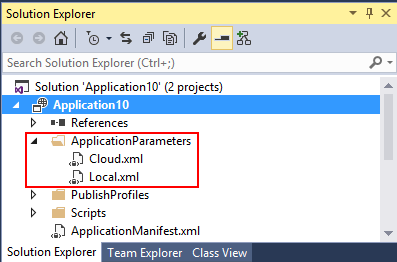 Solution Explorer
Search Solution Explorer (Ctrl+;)
Solution 'Application10' (2 projects)
Application10
References
ApplicationParameters
Cloud.xml
Local.xml
PublishProfiles
Scripts
ApplicationManifest.xml
Solution Explorer Team Explorer Class View